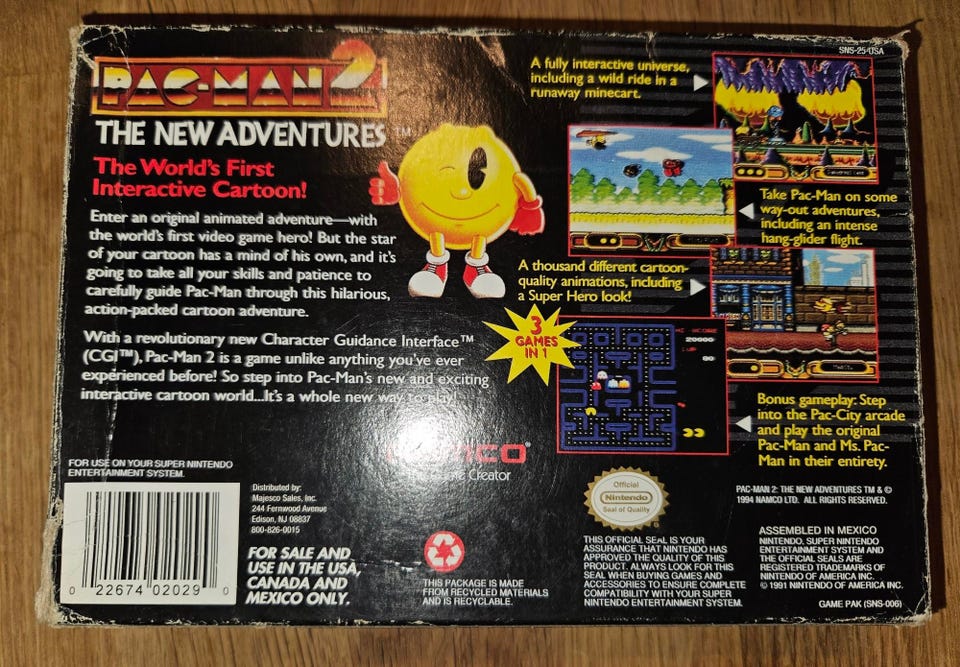 SNS-25/USA
PAC-MAN 2
THE NEW ADVENTURES TM
The World's First
Interactive Cartoon!
Enter an original animated adventure—with
the world's first video game hero! But the star
of your cartoon has a mind of his own, and it's
going to take all your skills and patience to
carefully guide Pac-Man through this hilarious,
action-packed cartoon adventure.
With a revolutionary new Character Guidance Interface™
(CGI™), Pac-Man 2 is a game unlike anything you've ever
experienced before! So step into Pac-Man's new and exciting
interactive cartoon world...It's a whole new way to play!
A fully interactive universe,
including a wild ride in a
runaway minecart.
Take Pac-Man on some
way-out adventures,
including an intense
hang-glider flight.
A thousand different cartoon-
quality animations, including
a Super Hero look!
3
GAMES
IN 1
20000
00
Bonus gameplay: Step
into the Pac-City arcade
and play the original
Pac-Man and Ms. Pac-
Man in their entirety.
Creator
FOR USE ON YOUR SUPER NINTENDO
ENTERTAINMENT SYSTEM.
0 22674 02029 0
Distributed by:
Majesco Sales, Inc.
244 Fernwood Avenue
Edison, NJ 08837
800-826-0015
FOR SALE AND
USE IN THE USA,
CANADA AND
MEXICO ONLY.
THIS PACKAGE IS MADE
FROM RECYCLED MATERIALS
AND IS RECYCLABLE.
Official
Nintendo
Seal of Quality
THIS OFFICIAL SEAL IS YOUR
ASSURANCE THAT NINTENDO HAS
APPROVED THE QUALITY OF THIS
PRODUCT. ALWAYS LOOK FOR THIS
SEAL WHEN BUYING GAMES AND
ACCESSORIES TO ENSURE COMPLETE
COMPATIBILITY WITH YOUR SUPER
NINTENDO ENTERTAINMENT SYSTEM.
PAC-MAN 2: THE NEW ADVENTURES TM & ©
1994 NAMCO LTD. ALL RIGHTS RESERVED.
ASSEMBLED IN MEXICO
NINTENDO, SUPER NINTENDO
ENTERTAINMENT SYSTEM AND
THE OFFICIAL SEALS ARE
REGISTERED TRADEMARKS OF
NINTENDO OF AMERICA INC.
© 1991 NINTENDO OF AMERICA INC.
GAME PAK (SNS-006)